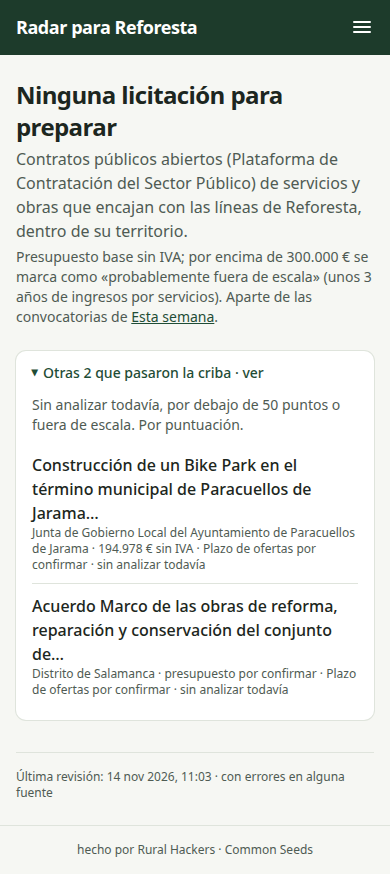 Radar para Reforesta
Ninguna licitación para
preparar
Contratos públicos abiertos (Plataforma de
Contratación del Sector Público) de servicios y
obras que encajan con las líneas de Reforesta,
dentro de su territorio.
Presupuesto base sin IVA; por encima de 300.000 € se
marca como «probablemente fuera de escala» (unos 3
años de ingresos por servicios). Aparte de las
convocatorias de Esta semana.
▾ Otras 2 que pasaron la criba · ver
Sin analizar todavía, por debajo de 50 puntos o
fuera de escala. Por puntuación.
Construcción de un Bike Park en el
término municipal de Paracuellos de
Jarama...
Junta de Gobierno Local del Ayuntamiento de Paracuellos
de Jarama · 194.978 € sin IVA · Plazo de ofertas por
confirmar · sin analizar todavía
Acuerdo Marco de las obras de reforma,
reparación y conservación del conjunto
de...
Distrito de Salamanca · presupuesto por confirmar · Plazo
de ofertas por confirmar · sin analizar todavía
Última revisión: 14 nov 2026, 11:03 · con errores en alguna
fuente
hecho por Rural Hackers · Common Seeds